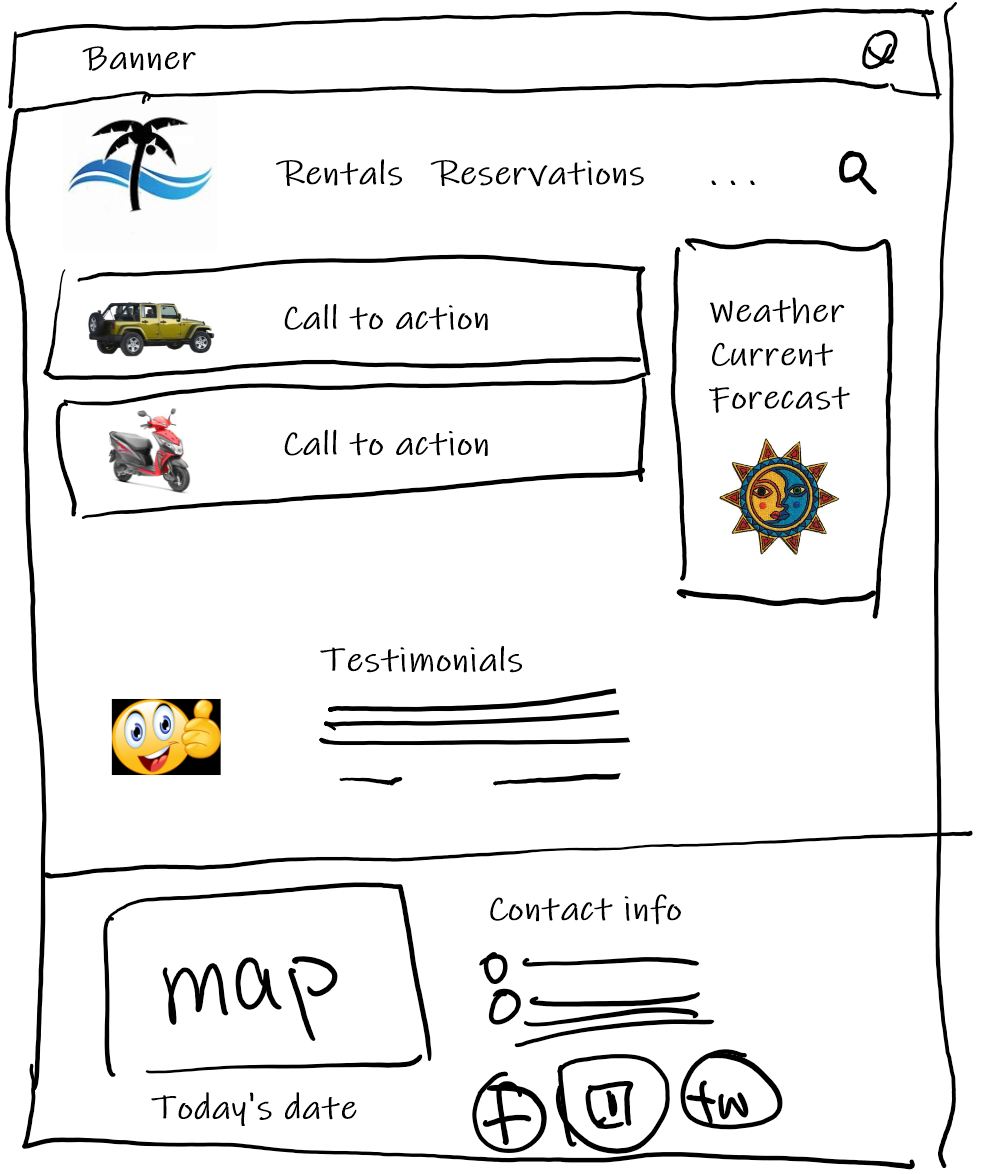 Banner
Rentals Reservations ...
Call to action
Weather
Current
Forecast
Call to action
Testimonials
map
Today's date
Contact info
f
tw